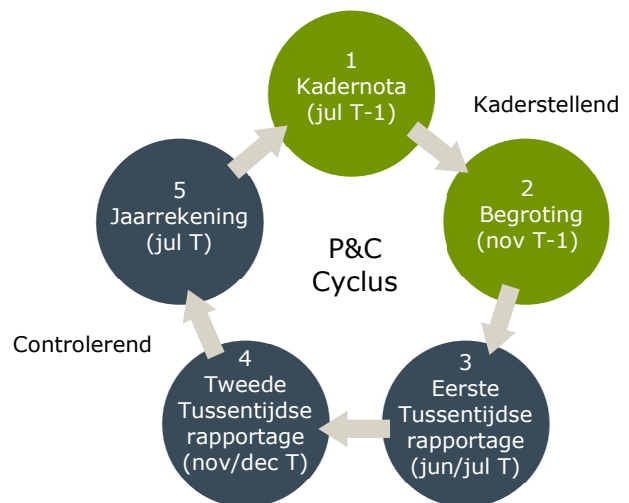 1
Kadernota
(jul T-1)
Kaderstellend
2
Begroting
(nov T-1)
3
Eerste
Tussentijdse
rapportage
(jun/jul T)
4
Tweede
Tussentijdse
rapportage
(nov/dec T)
Controlerend
5
Jaarrekening
(jul T)
P&C
Cyclus